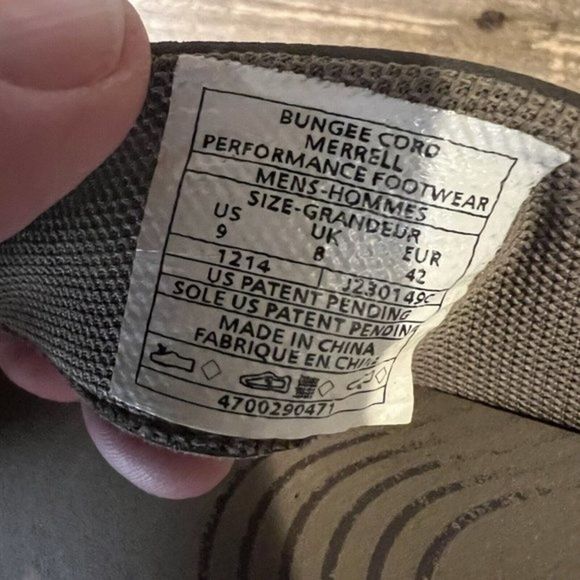 BUNGEE CORD
MERRELL
PERFORMANCE FOOTWEAR
MENS-HOMMES
SIZE-GRANDEUR
US UK EUR
9 8 42
1214 J230149C
US PATENT PENDING
SOLE US PATENT PENDING
MADE IN CHINA
FABRIQUE EN CHINE
4700290471